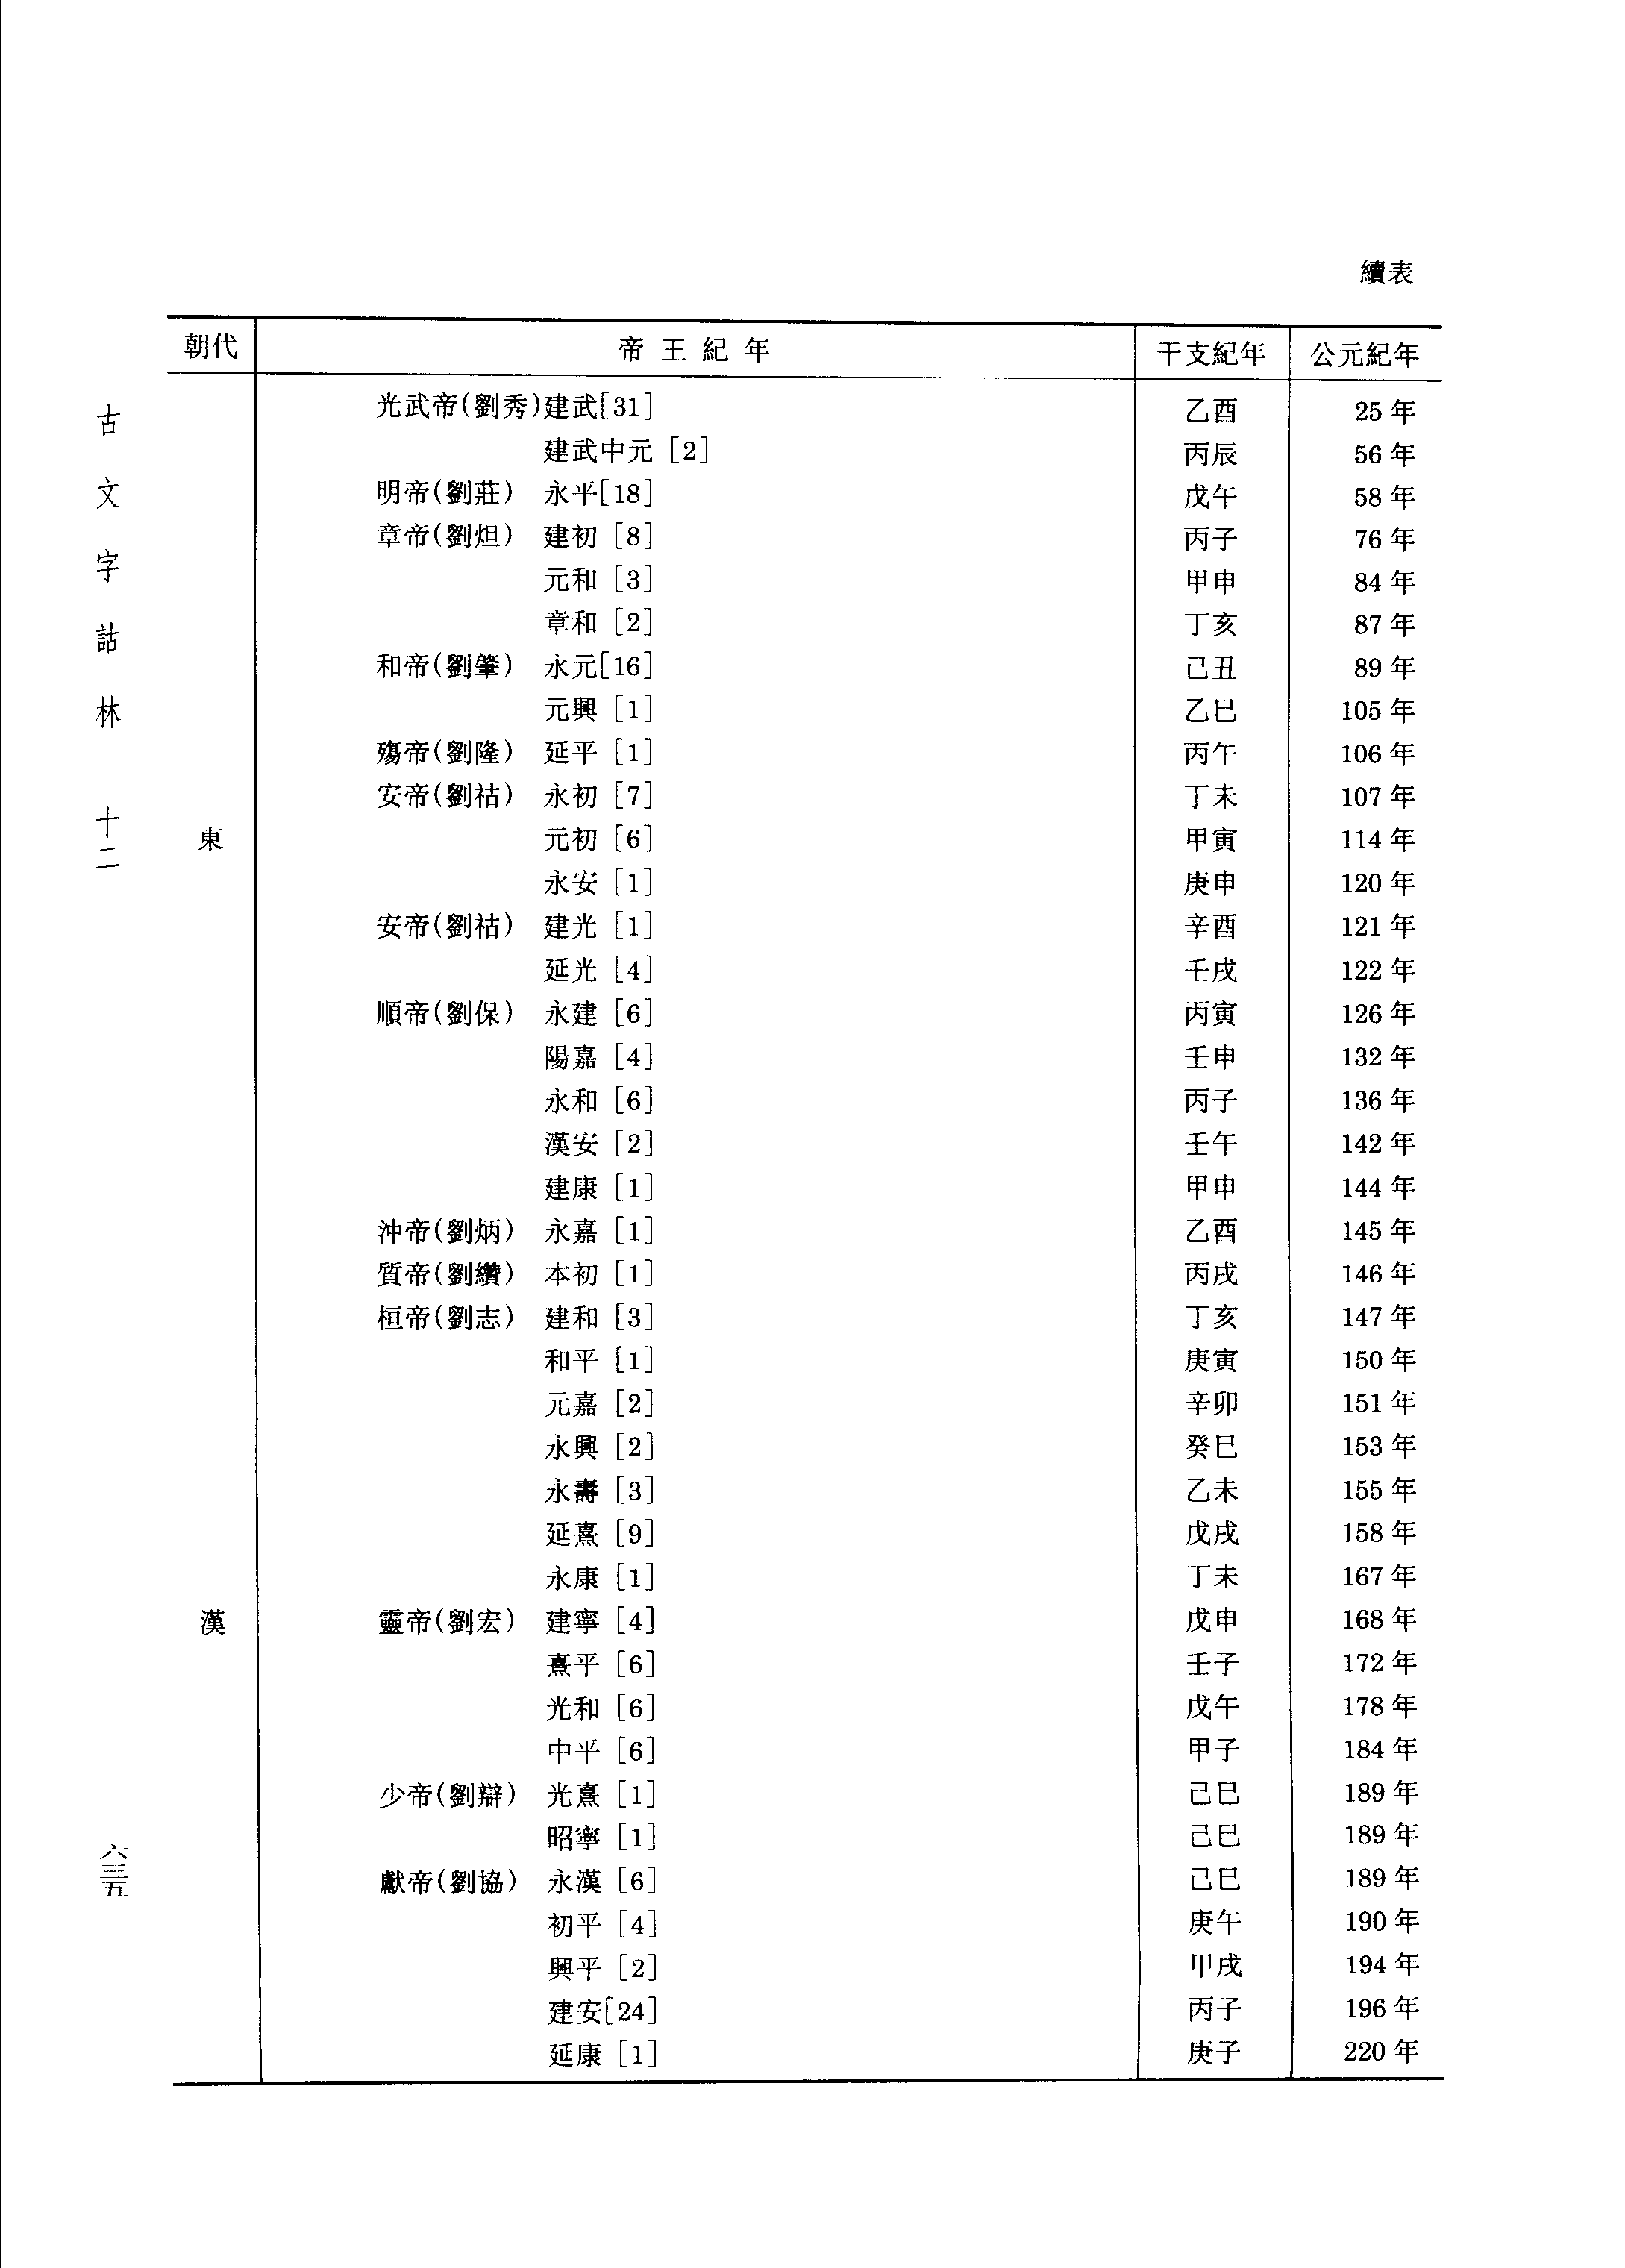 續表
朝代 帝王紀年 干支紀年 公元紀年
光武帝(劉秀)建武[31] 乙酉 25年
建武中元[2] 丙辰 56年
明帝(劉莊) 永平[18] 戊午 58年
章帝(劉炟) 建初[8] 丙子 76年
元和[3] 甲申 84年
章和[2] 丁亥 87年
和帝(劉肇) 永元[16] 己丑 89年
元興[1] 乙巳 105年
殤帝(劉隆) 延平[1] 丙午 106年
安帝(劉祜) 永初[7] 丁未 107年
東 元初[6] 甲寅 114年
永安[1] 庚申 120年
安帝(劉祜) 建光[1] 辛酉 121年
延光[4] 壬戌 122年
順帝(劉保) 永建[6] 丙寅 126年
陽嘉[4] 壬申 132年
永和[6] 丙子 136年
漢安[2] 壬午 142年
建康[1] 甲申 144年
沖帝(劉炳) 永嘉[1] 乙酉 145年
質帝(劉纘) 本初[1] 丙戌 146年
桓帝(劉志) 建和[3] 丁亥 147年
和平[1] 庚寅 150年
元嘉[2] 辛卯 151年
永興[2] 癸巳 153年
永壽[3] 乙未 155年
延熹[9] 戊戌 158年
永康[1] 丁未 167年
漢 靈帝(劉宏) 建寧[4] 戊申 168年
熹平[6] 壬子 172年
光和[6] 戊午 178年
中平[6] 甲子 184年
少帝(劉辯) 光熹[1] 己巳 189年
昭寧[1] 己巳 189年
獻帝(劉協) 永漢[6] 己巳 189年
初平[4] 庚午 190年
興平[2] 甲戌 194年
建安[24] 丙子 196年
延康[1] 庚子 220年
古文字詁林 十二
六三五